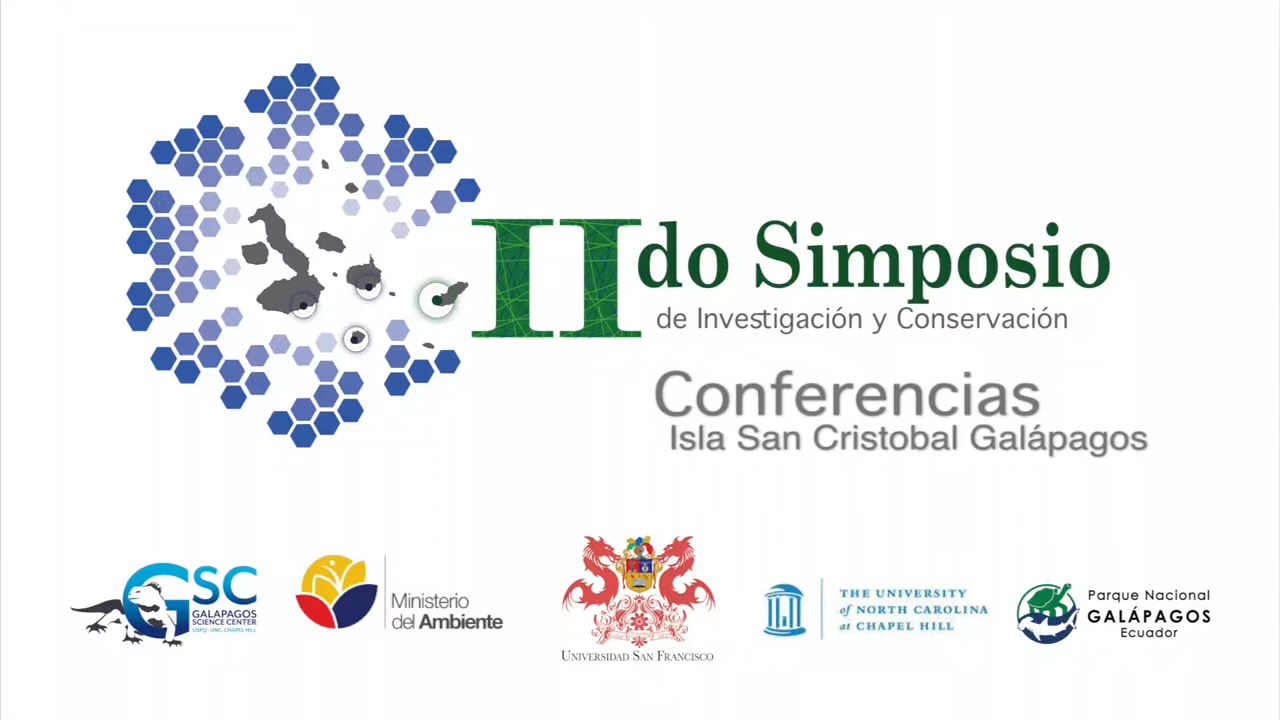 IIdo Simposio
de Investigación y Conservación
Conferencias
Isla San Cristobal Galápagos
GSC
GALAPAGOS
SCIENCE CENTER
USFQ - UNC-CHAPEL HILL
Ministerio
del Ambiente
UNIVERSIDAD SAN FRANCISCO
THE UNIVERSITY
of NORTH CAROLINA
at CHAPEL HILL
Parque Nacional
GALÁPAGOS
Ecuador